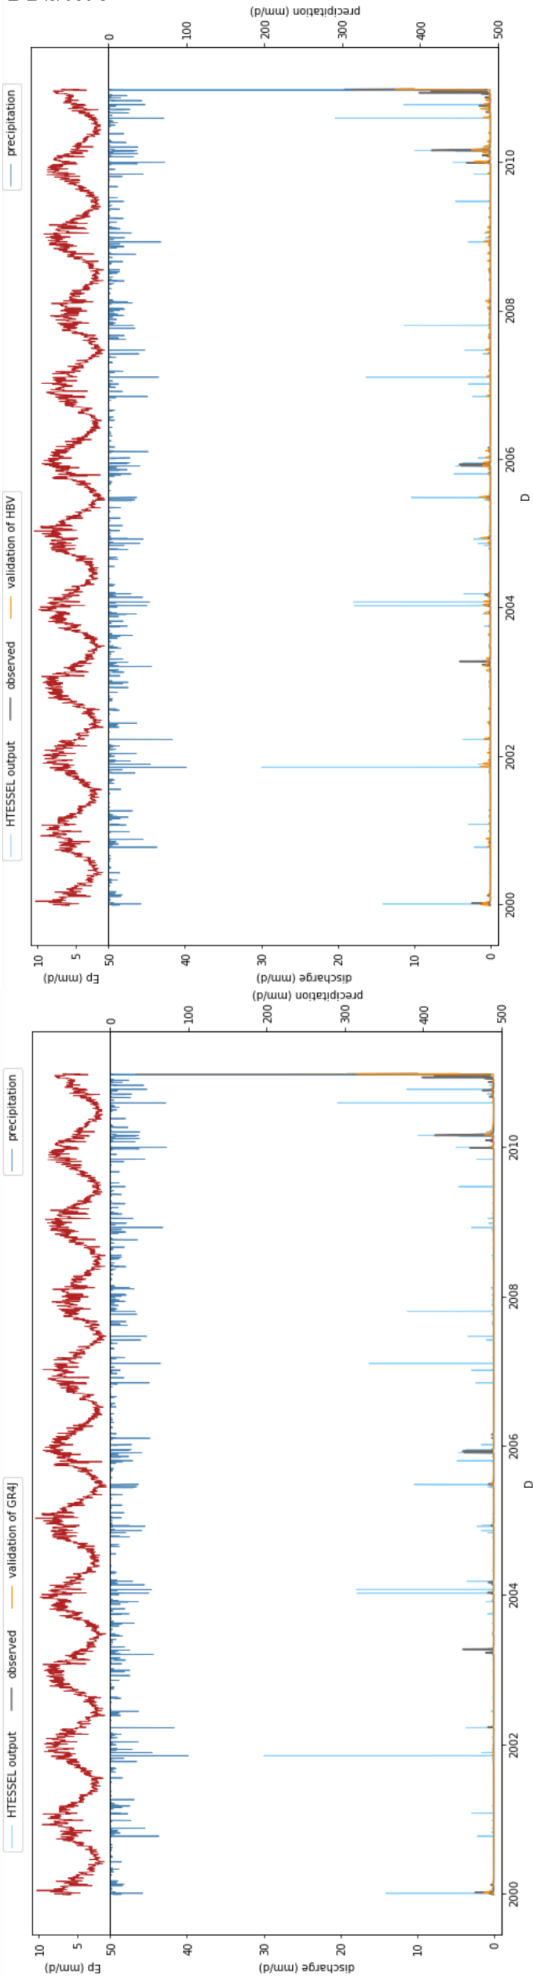 HTESSEL output observed validation of GR4J precipitation
Ep (mm/d)
10
5
discharge (mm/d)
50
40
30
20
10
0
precipitation (mm/d)
0
100
200
300
400
500
2000 2002 2004 2006 2008 2010
D
HTESSEL output observed validation of HBV precipitation
Ep (mm/d)
10
5
discharge (mm/d)
50
40
30
20
10
0
precipitation (mm/d)
0
100
200
300
400
500
2000 2002 2004 2006 2008 2010
D